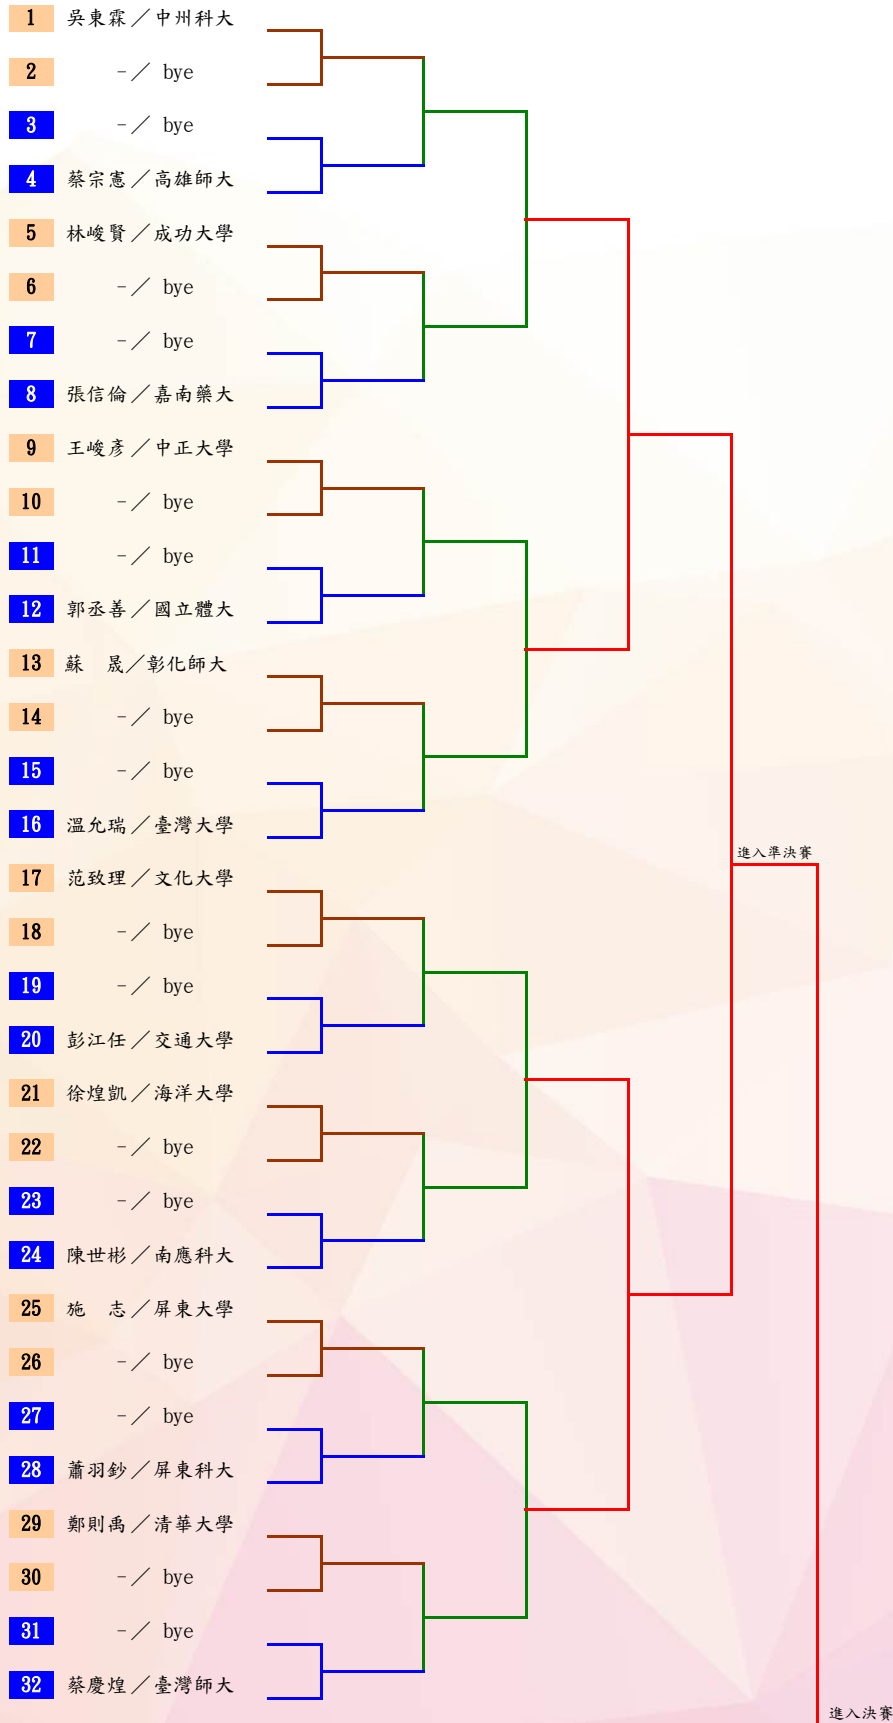 1 吳東霖／中州科大
2 -／ bye
3 -／ bye
4 蔡宗憲／高雄師大
5 林峻賢／成功大學
6 -／ bye
7 -／ bye
8 張信倫／嘉南藥大
9 王峻彥／中正大學
10 -／ bye
11 -／ bye
12 郭丞善／國立體大
13 蘇　晟／彰化師大
14 -／ bye
15 -／ bye
16 溫允瑞／臺灣大學
進入準決賽
17 范致理／文化大學
18 -／ bye
19 -／ bye
20 彭江任／交通大學
21 徐煌凱／海洋大學
22 -／ bye
23 -／ bye
24 陳世彬／南應科大
25 施　志／屏東大學
26 -／ bye
27 -／ bye
28 蕭羽鈔／屏東科大
29 鄭則禹／清華大學
30 -／ bye
31 -／ bye
32 蔡慶煌／臺灣師大
進入決賽